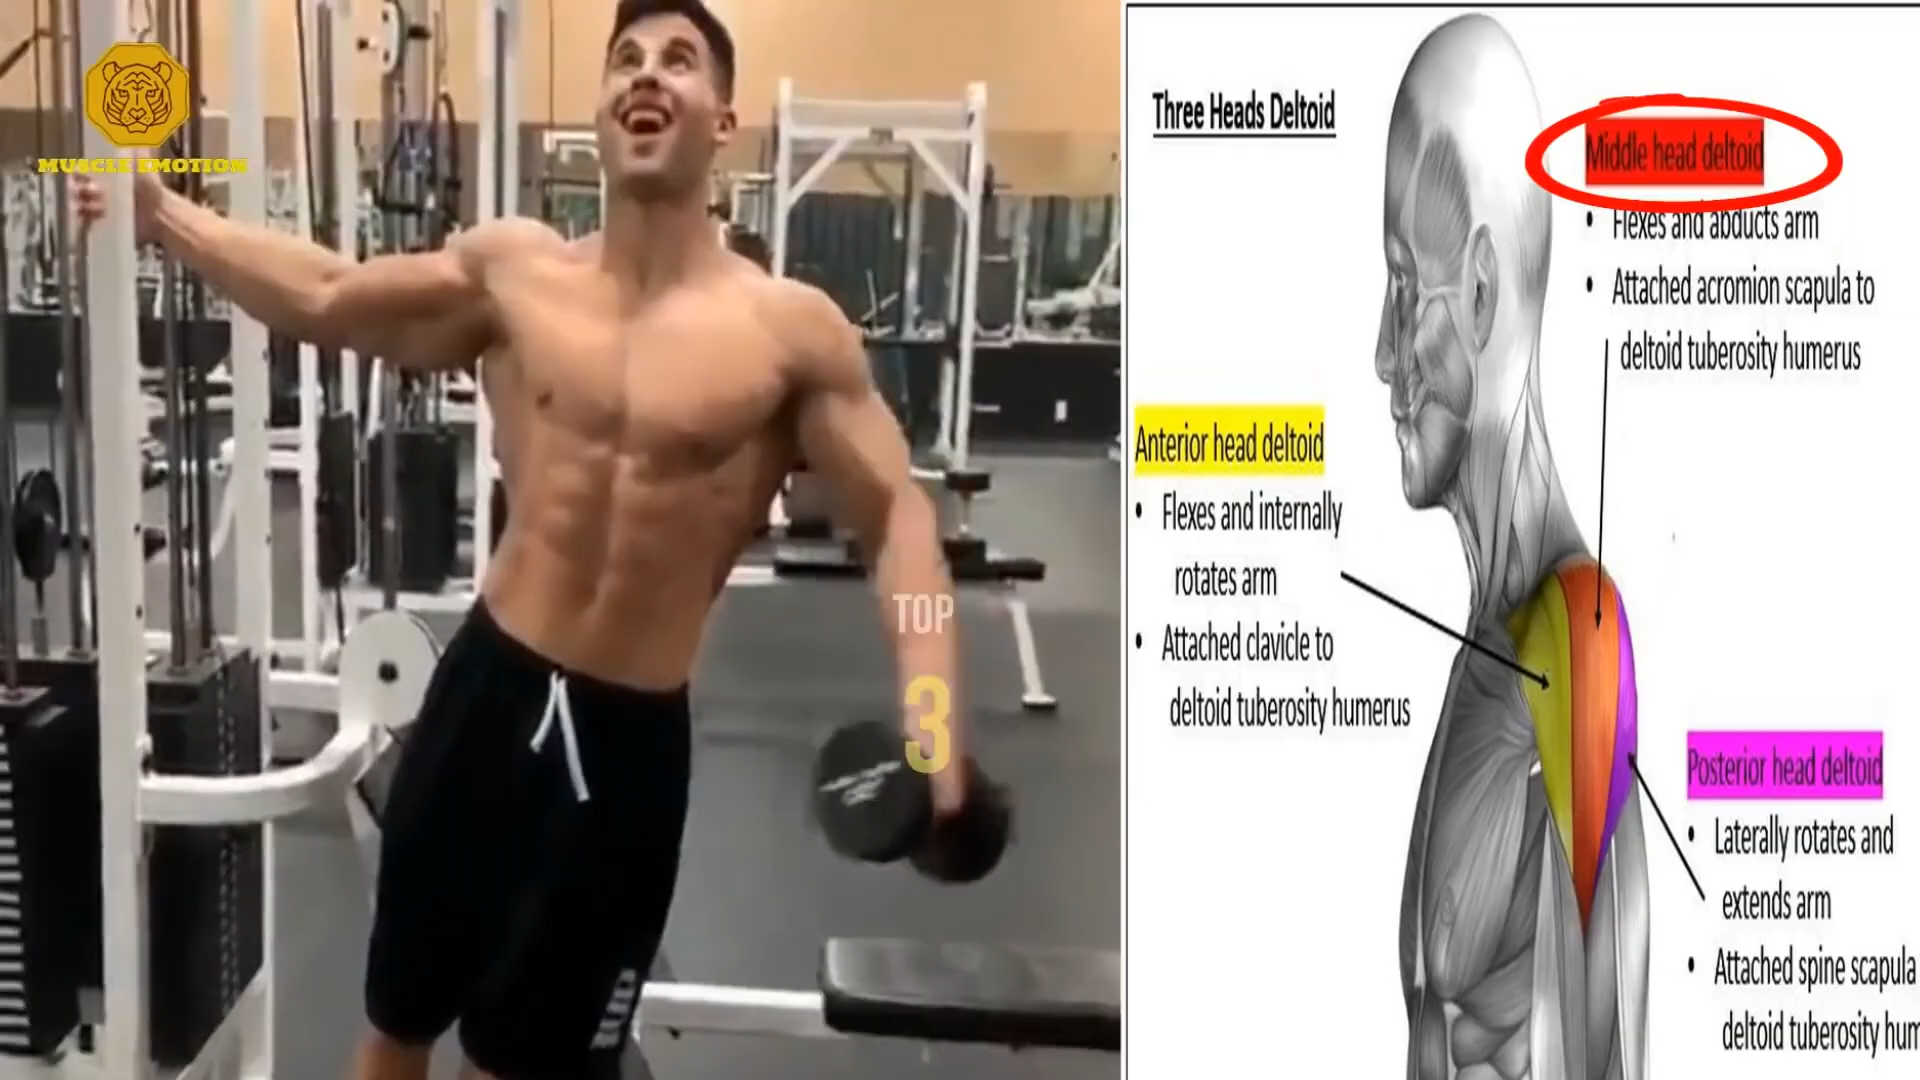 MUSCLE EMOTION
TOP
3
Three Heads Deltoid
Middle head deltoid
• Flexes and abducts arm
• Attached acromion scapula to
deltoid tuberosity humerus
Anterior head deltoid
• Flexes and internally
rotates arm
• Attached clavicle to
deltoid tuberosity humerus
Posterior head deltoid
• Laterally rotates and
extends arm
• Attached spine scapula
deltoid tuberosity hum